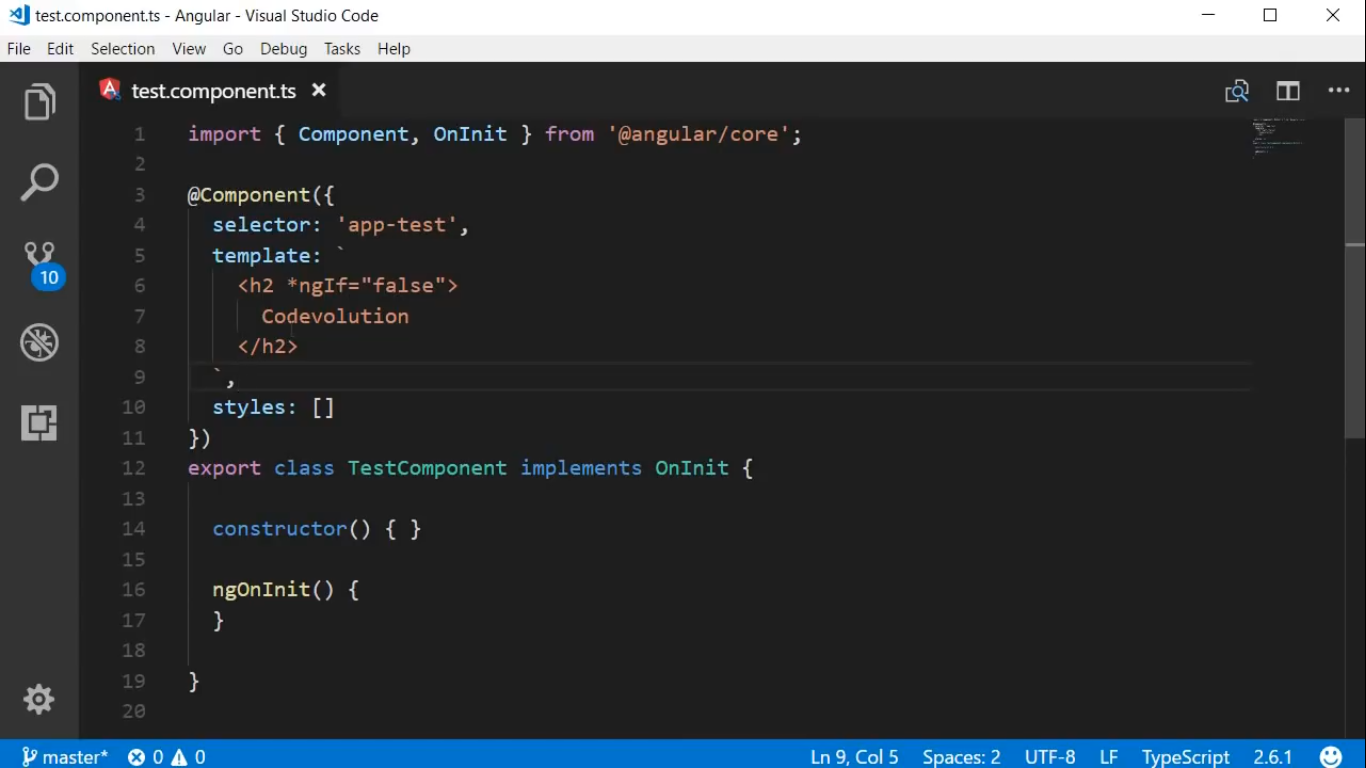 test.component.ts - Angular - Visual Studio Code
File Edit Selection View Go Debug Tasks Help
test.component.ts
1 import { Component, OnInit } from '@angular/core';
2
3 @Component({
4 selector: 'app-test',
5 template: `
6 <h2 *ngIf="false">
7 Codevolution
8 </h2>
9 `,
10 styles: []
11 })
12 export class TestComponent implements OnInit {
13
14 constructor() { }
15
16 ngOnInit() {
17 }
18
19 }
20
10
master* 0 0 Ln 9, Col 5 Spaces: 2 UTF-8 LF TypeScript 2.6.1